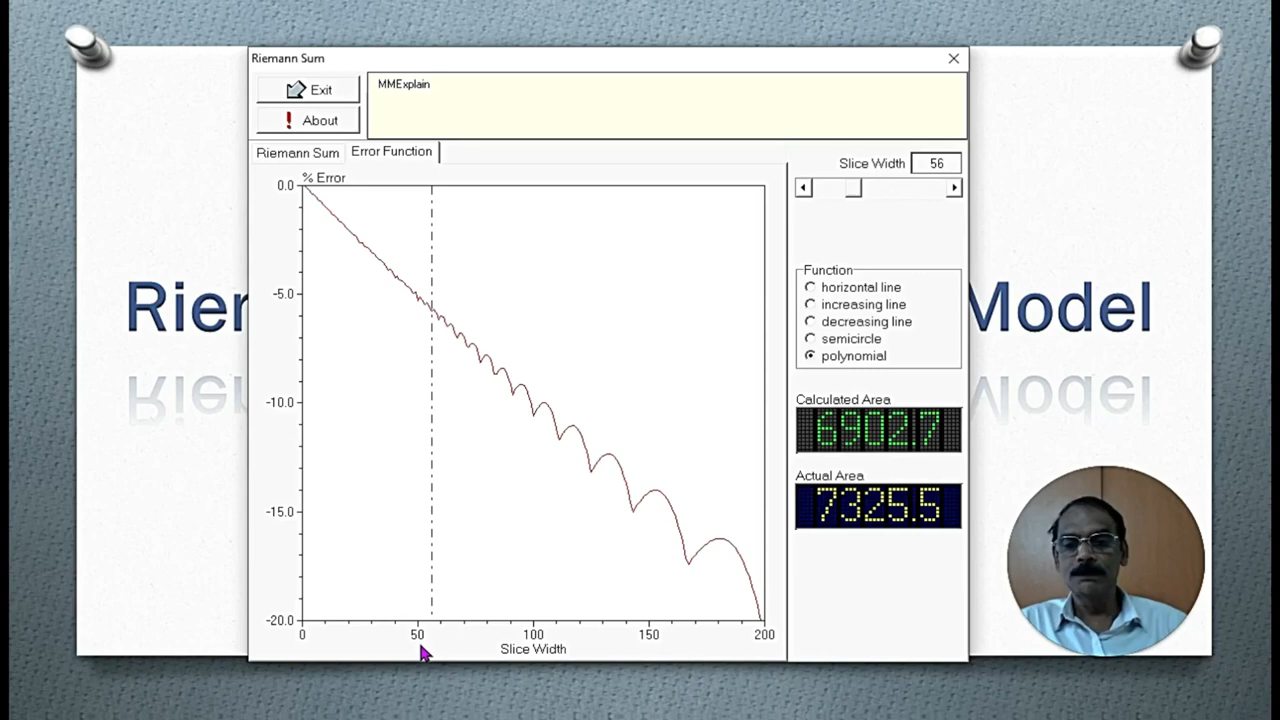 Riemann Sum
Exit
MMExplain
About
Riemann Sum
Error Function
Slice Width
56
% Error
0.0
-5.0
-10.0
-15.0
-20.0
0
50
100
150
200
Slice Width
Function
horizontal line
increasing line
decreasing line
semicircle
polynomial
Calculated Area
6902.7
Actual Area
7325.5
Rien
Model